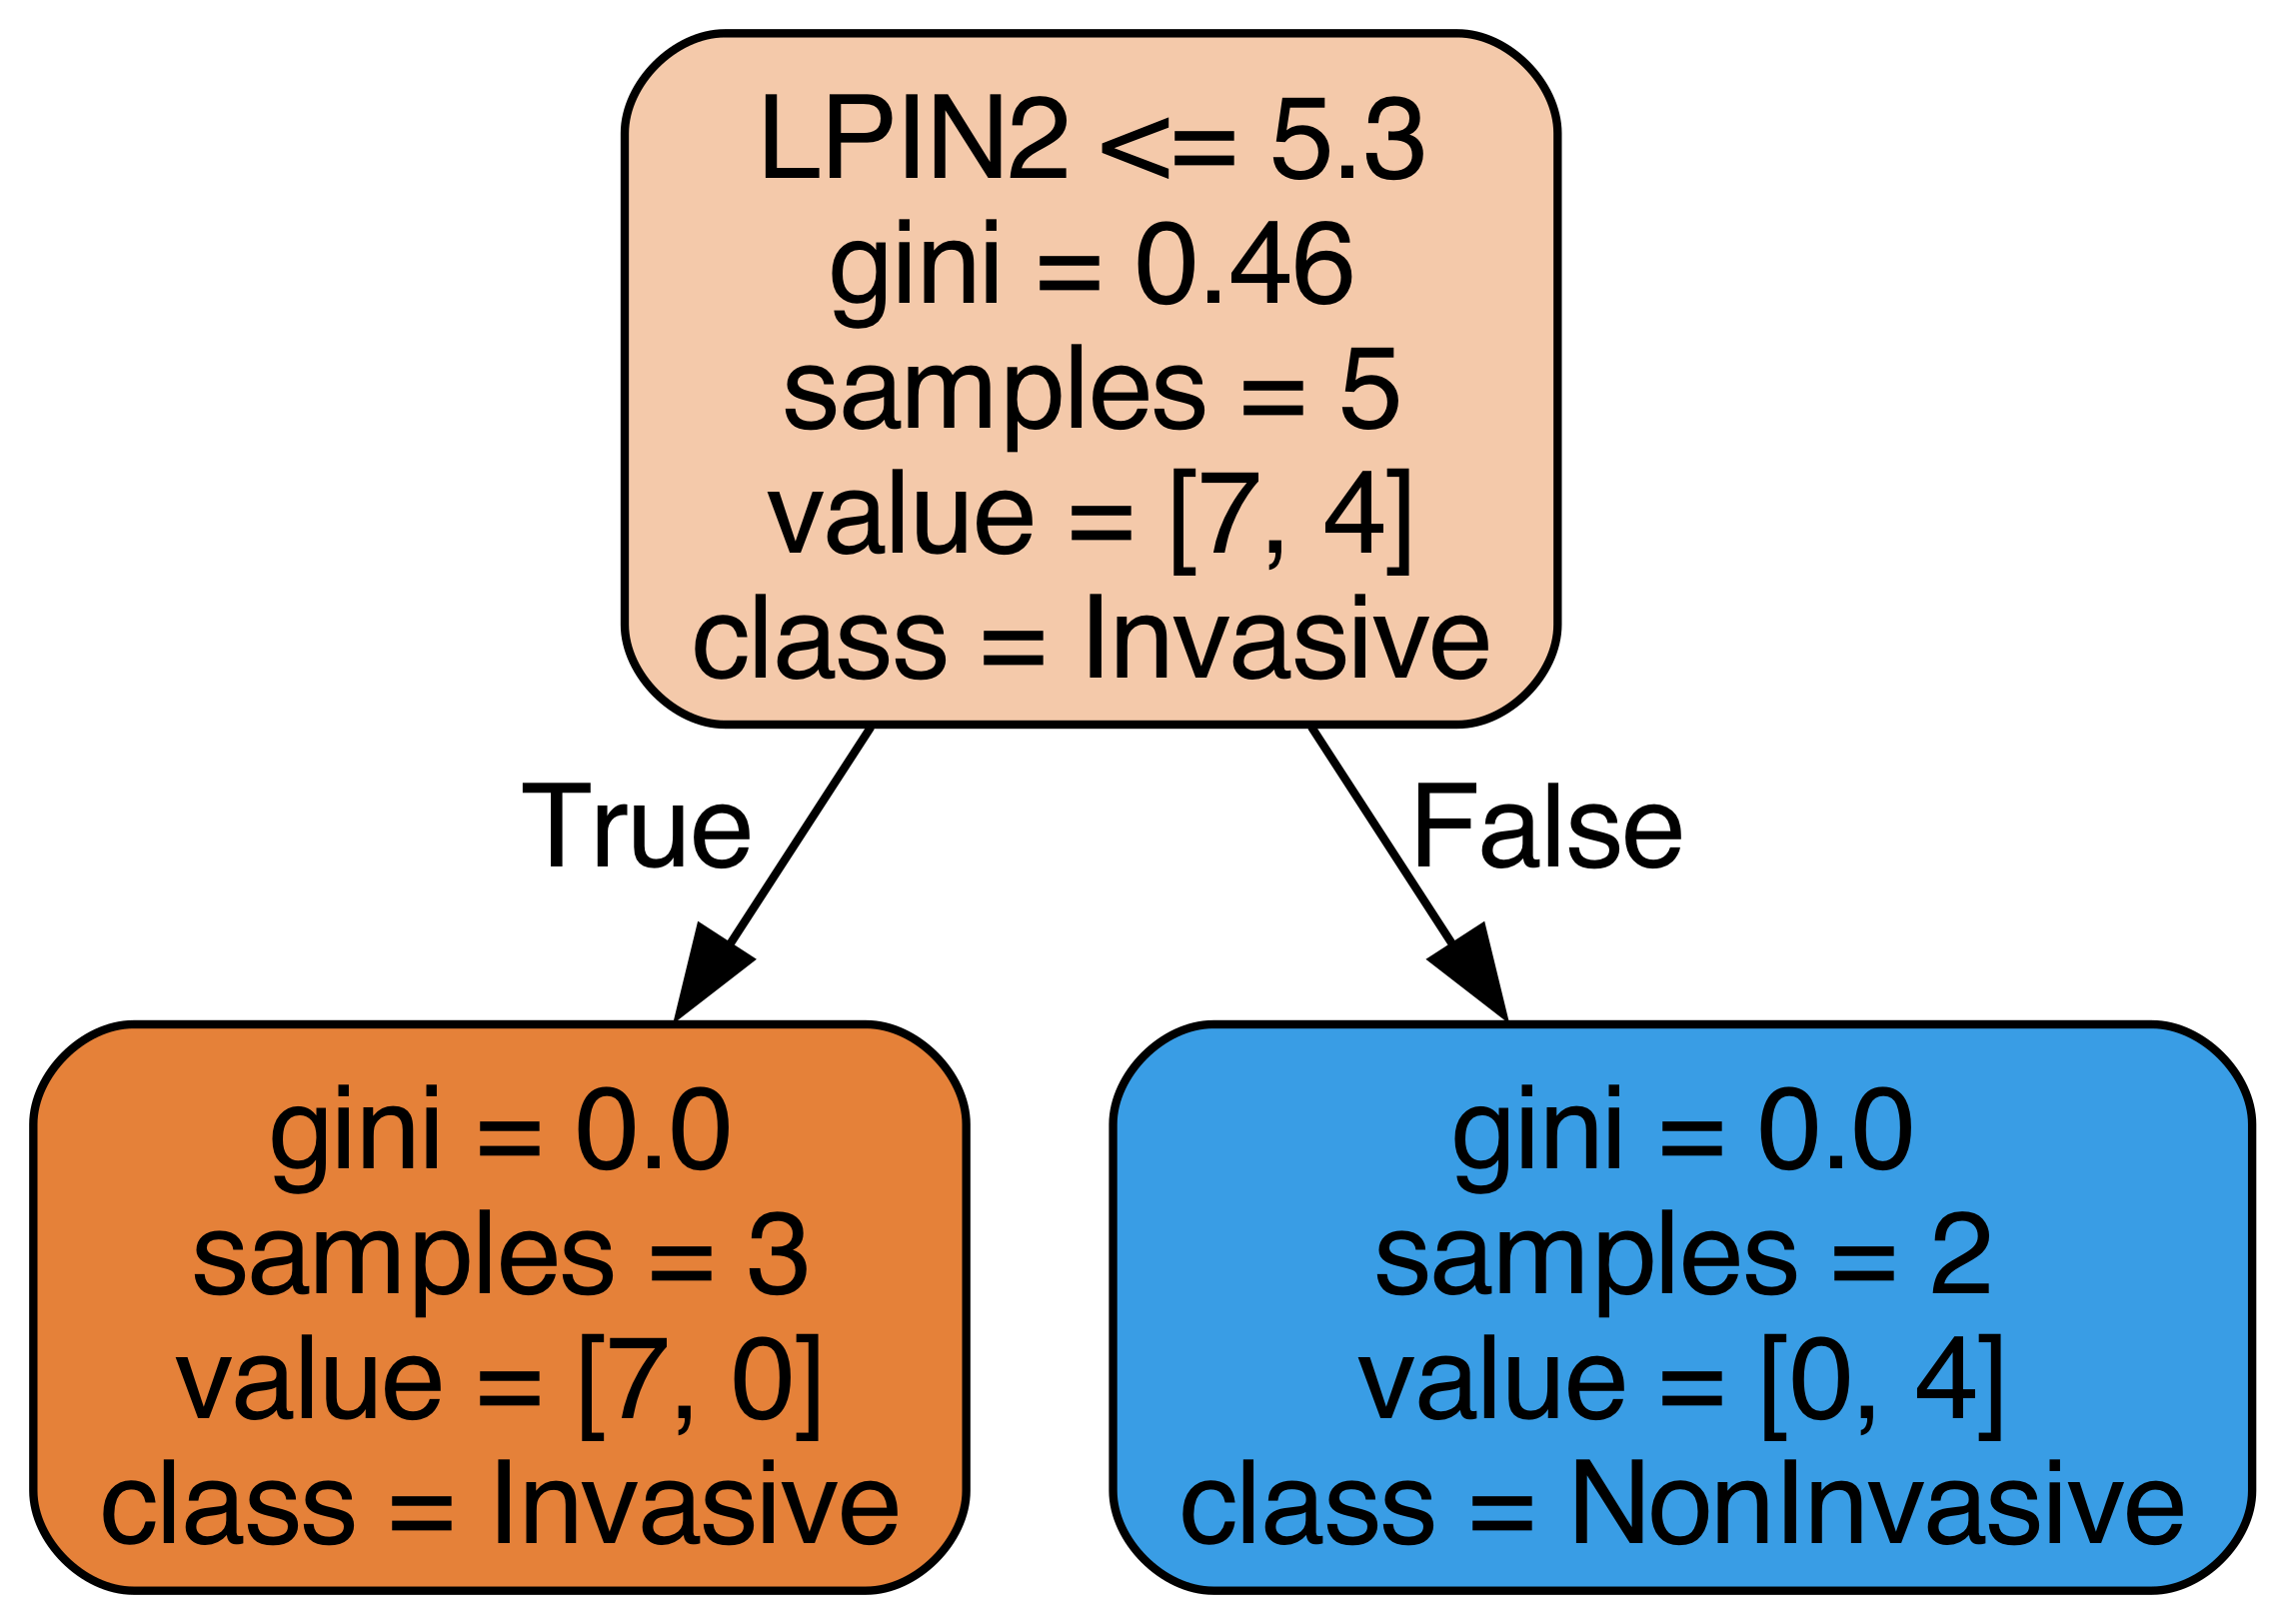 LPIN2 <= 5.3
gini = 0.46
samples = 5
value = [7, 4]
class = Invasive
True
False
gini = 0.0
samples = 3
value = [7, 0]
class = Invasive
gini = 0.0
samples = 2
value = [0, 4]
class = NonInvasive